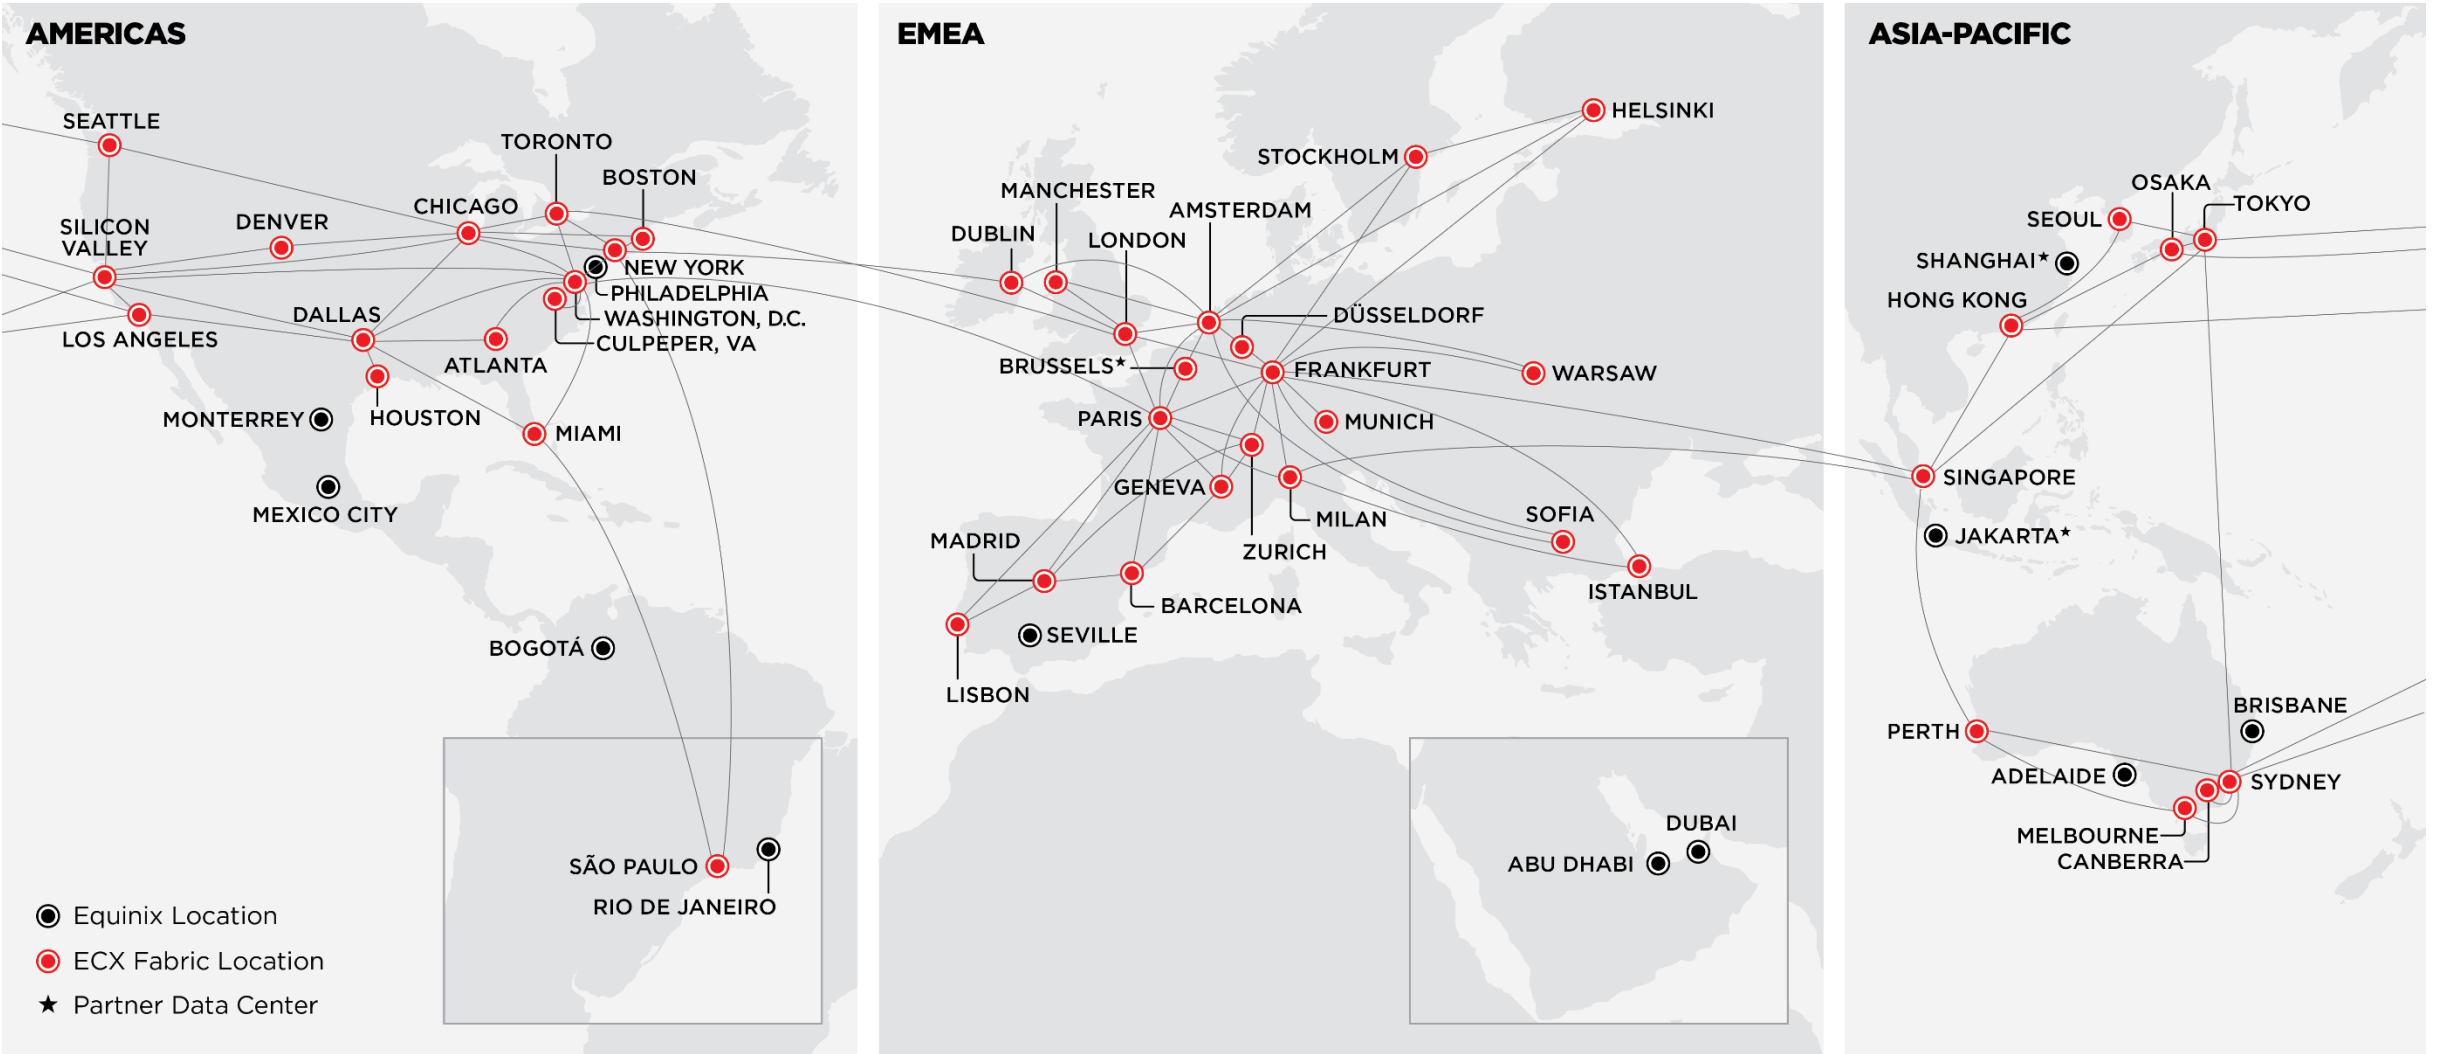 AMERICAS
SEATTLE
TORONTO
BOSTON
CHICAGO
DENVER
SILICON
VALLEY
NEW YORK
PHILADELPHIA
WASHINGTON, D.C.
CULPEPER, VA
DALLAS
LOS ANGELES
ATLANTA
HOUSTON
MONTERREY
MIAMI
MEXICO CITY
BOGOTÁ
SÃO PAULO
RIO DE JANEIRO
Equinix Location
ECX Fabric Location
★ Partner Data Center
EMEA
HELSINKI
STOCKHOLM
MANCHESTER
AMSTERDAM
DUBLIN
LONDON
DÜSSELDORF
BRUSSELS★
FRANKFURT
WARSAW
PARIS
MUNICH
GENEVA
MILAN
SOFIA
MADRID
ZURICH
ISTANBUL
BARCELONA
SEVILLE
LISBON
DUBAI
ABU DHABI
ASIA-PACIFIC
OSAKA
TOKYO
SEOUL
SHANGHAI★
HONG KONG
SINGAPORE
JAKARTA★
BRISBANE
PERTH
ADELAIDE
SYDNEY
MELBOURNE
CANBERRA